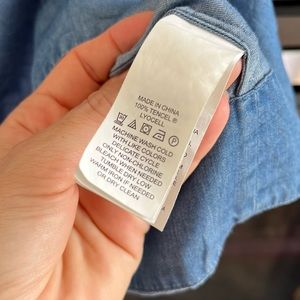 MADE IN CHINA
100% TENCEL ®
LYOCELL
MACHINE WASH COLD
WITH LIKE COLORS
DELICATE CYCLE
ONLY NON-CHLORINE
BLEACH WHEN NEEDED
TUMBLE DRY LOW
WARM IRON IF NEEDED
OR DRY CLEAN